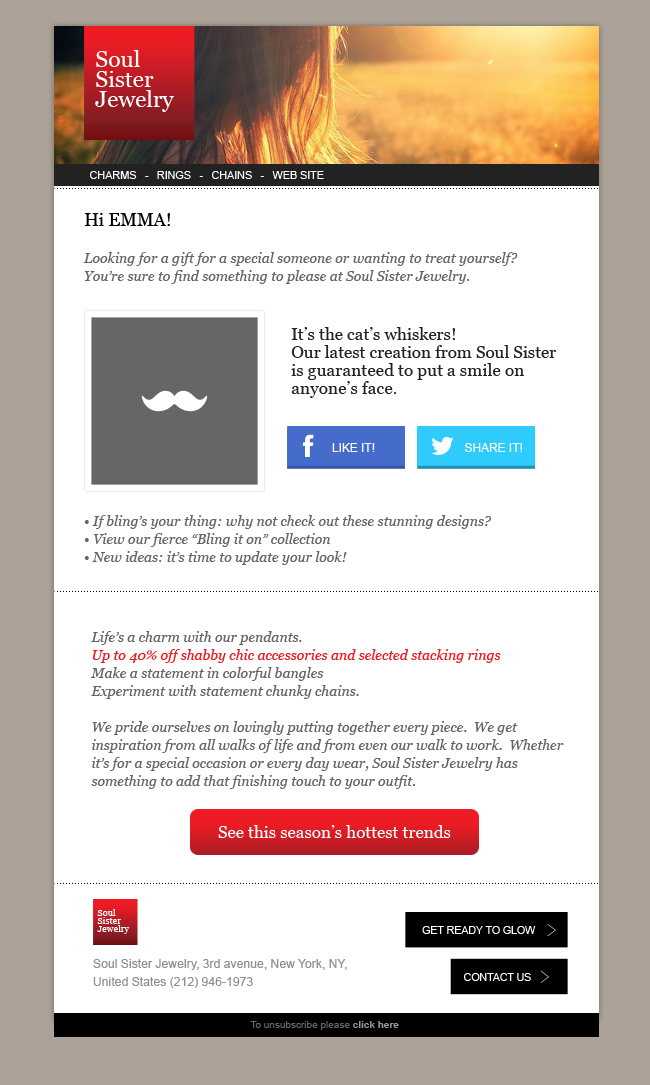 Soul
Sister
Jewelry
CHARMS - RINGS - CHAINS - WEB SITE
Hi EMMA!
Looking for a gift for a special someone or wanting to treat yourself?
You’re sure to find something to please at Soul Sister Jewelry.
It’s the cat’s whiskers!
Our latest creation from Soul Sister
is guaranteed to put a smile on
anyone’s face.
LIKE IT!
SHARE IT!
• If bling’s your thing: why not check out these stunning designs?
• View our fierce “Bling it on” collection
• New ideas: it’s time to update your look!
Life’s a charm with our pendants.
Up to 40% off shabby chic accessories and selected stacking rings
Make a statement in colorful bangles
Experiment with statement chunky chains.
We pride ourselves on lovingly putting together every piece.  We get
inspiration from all walks of life and from even our walk to work.  Whether
it’s for a special occasion or every day wear, Soul Sister Jewelry has
something to add that finishing touch to your outfit.
See this season’s hottest trends
Soul
Sister
Jewelry
GET READY TO GLOW
Soul Sister Jewelry, 3rd avenue, New York, NY,
United States (212) 946-1973
CONTACT US
To unsubscribe please click here